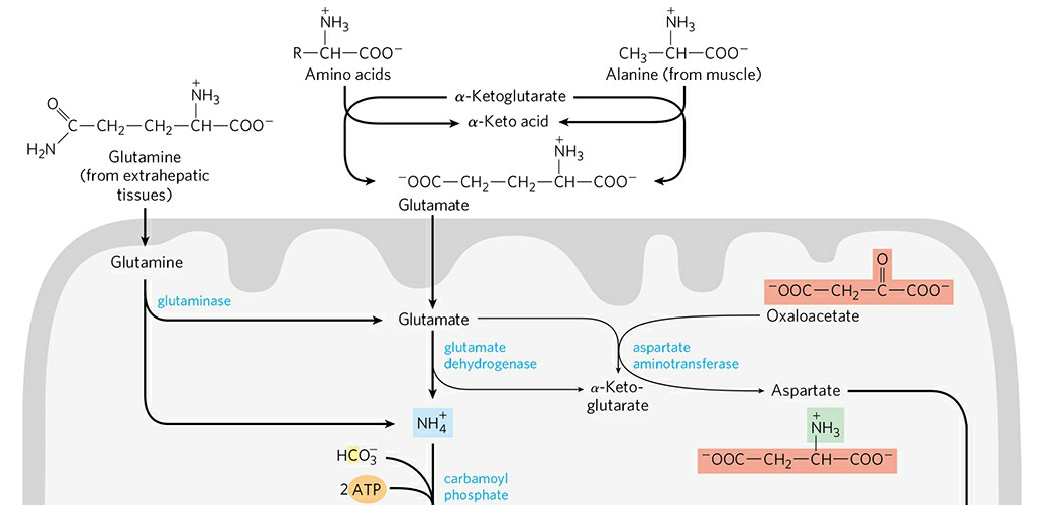 +
NH3
R—CH—COO−
Amino acids
+
NH3
CH3—CH—COO−
Alanine (from muscle)
α-Ketoglutarate
α-Keto acid
O
+
NH3
C—CH2—CH2—CH—COO−
H2N
Glutamine
(from extrahepatic
tissues)
+
NH3
−OOC—CH2—CH2—CH—COO−
Glutamate
Glutamine
glutaminase
Glutamate
glutamate
dehydrogenase
O
−OOC—CH2—C—COO−
Oxaloacetate
aspartate
aminotransferase
α-Keto-
glutarate
Aspartate
NH4+
+
NH3
−OOC—CH2—CH—COO−
HCO3−
2 ATP
carbamoyl
phosphate